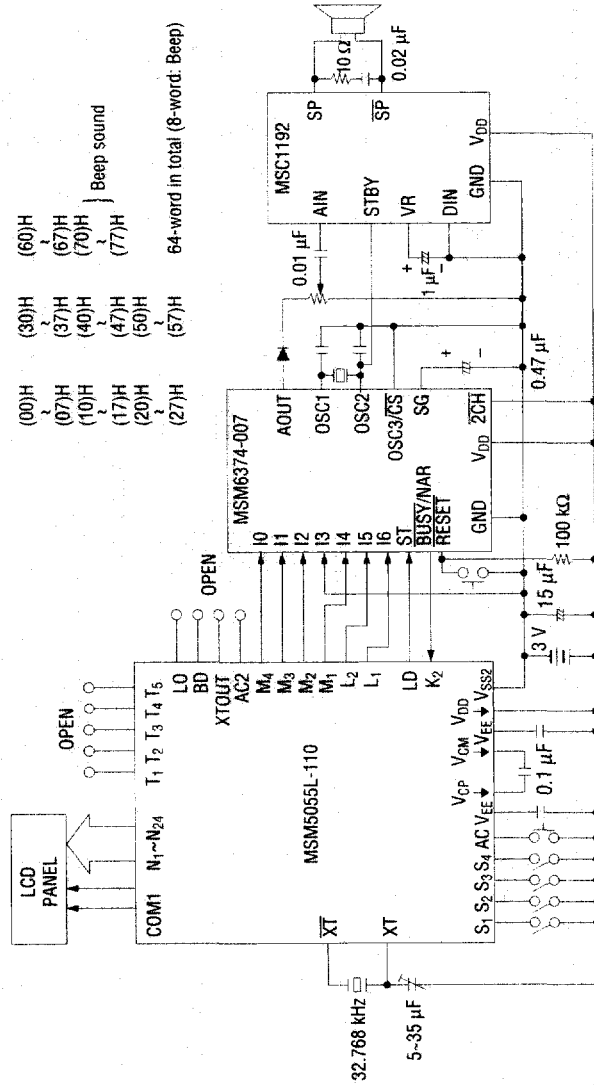 (00)H
~
(07)H
(10)H
~
(17)H
(20)H
~
(27)H
(30)H
~
(37)H
(40)H
~
(47)H
(50)H
~
(57)H
(60)H
~
(67)H
(70)H
~
(77)H
} Beep sound
64-word in total (8-word: Beep)
LCD
PANEL
COM1
N1~N24
OPEN
T1 T2 T3 T4 T5
MSM5055L-110
LO
BD
XTOUT
AC2
OPEN
M4
M3
M2
M1
L2
L1
LD
K2
XT
XT
32.768 kHz
5~35 µF
S1 S2 S3 S4 AC VEE
VCP
VCM
VEE
VDD
VSS2
0.1 µF
3 V
15 µF
100 kΩ
MSM6374-007
I0
I1
I2
I3
I4
I5
I6
ST
BUSY/NAR
RESET
AOUT
OSC1
OSC2
OSC3/CS
SG
GND
VDD
2CH
+
-
0.47 µF
0.01 µF
+
1 µF
-
MSC1192
AIN
STBY
VR
DIN
SP
SP
GND
VDD
10 Ω
0.02 µF